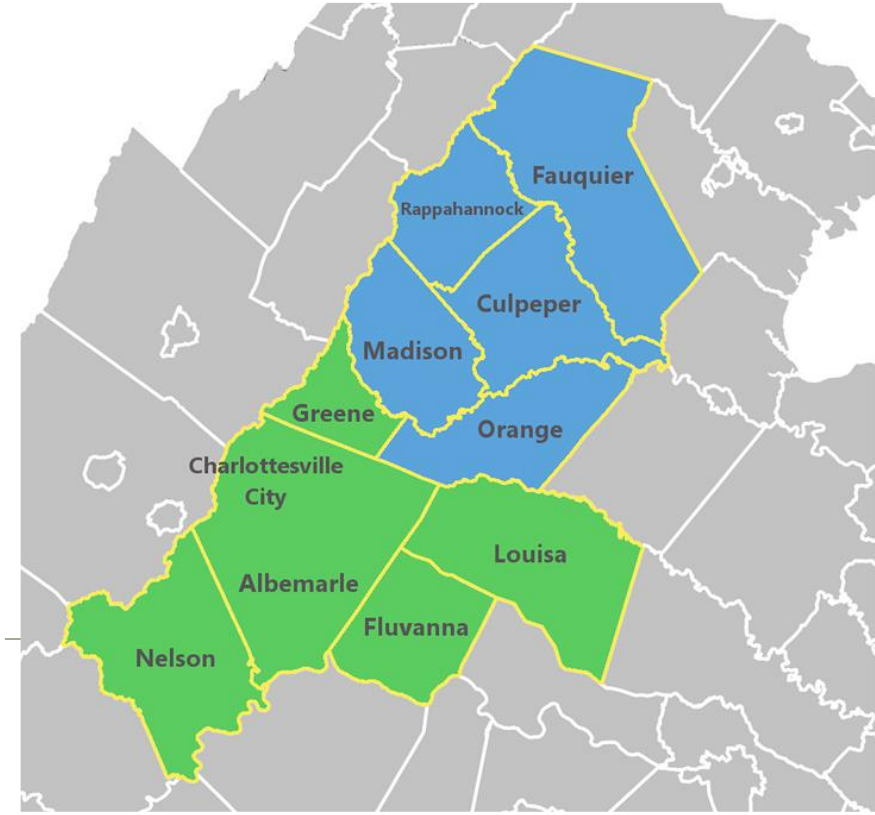 Fauquier
Rappahannock
Culpeper
Madison
Greene
Orange
Charlottesville
City
Louisa
Albemarle
Fluvanna
Nelson